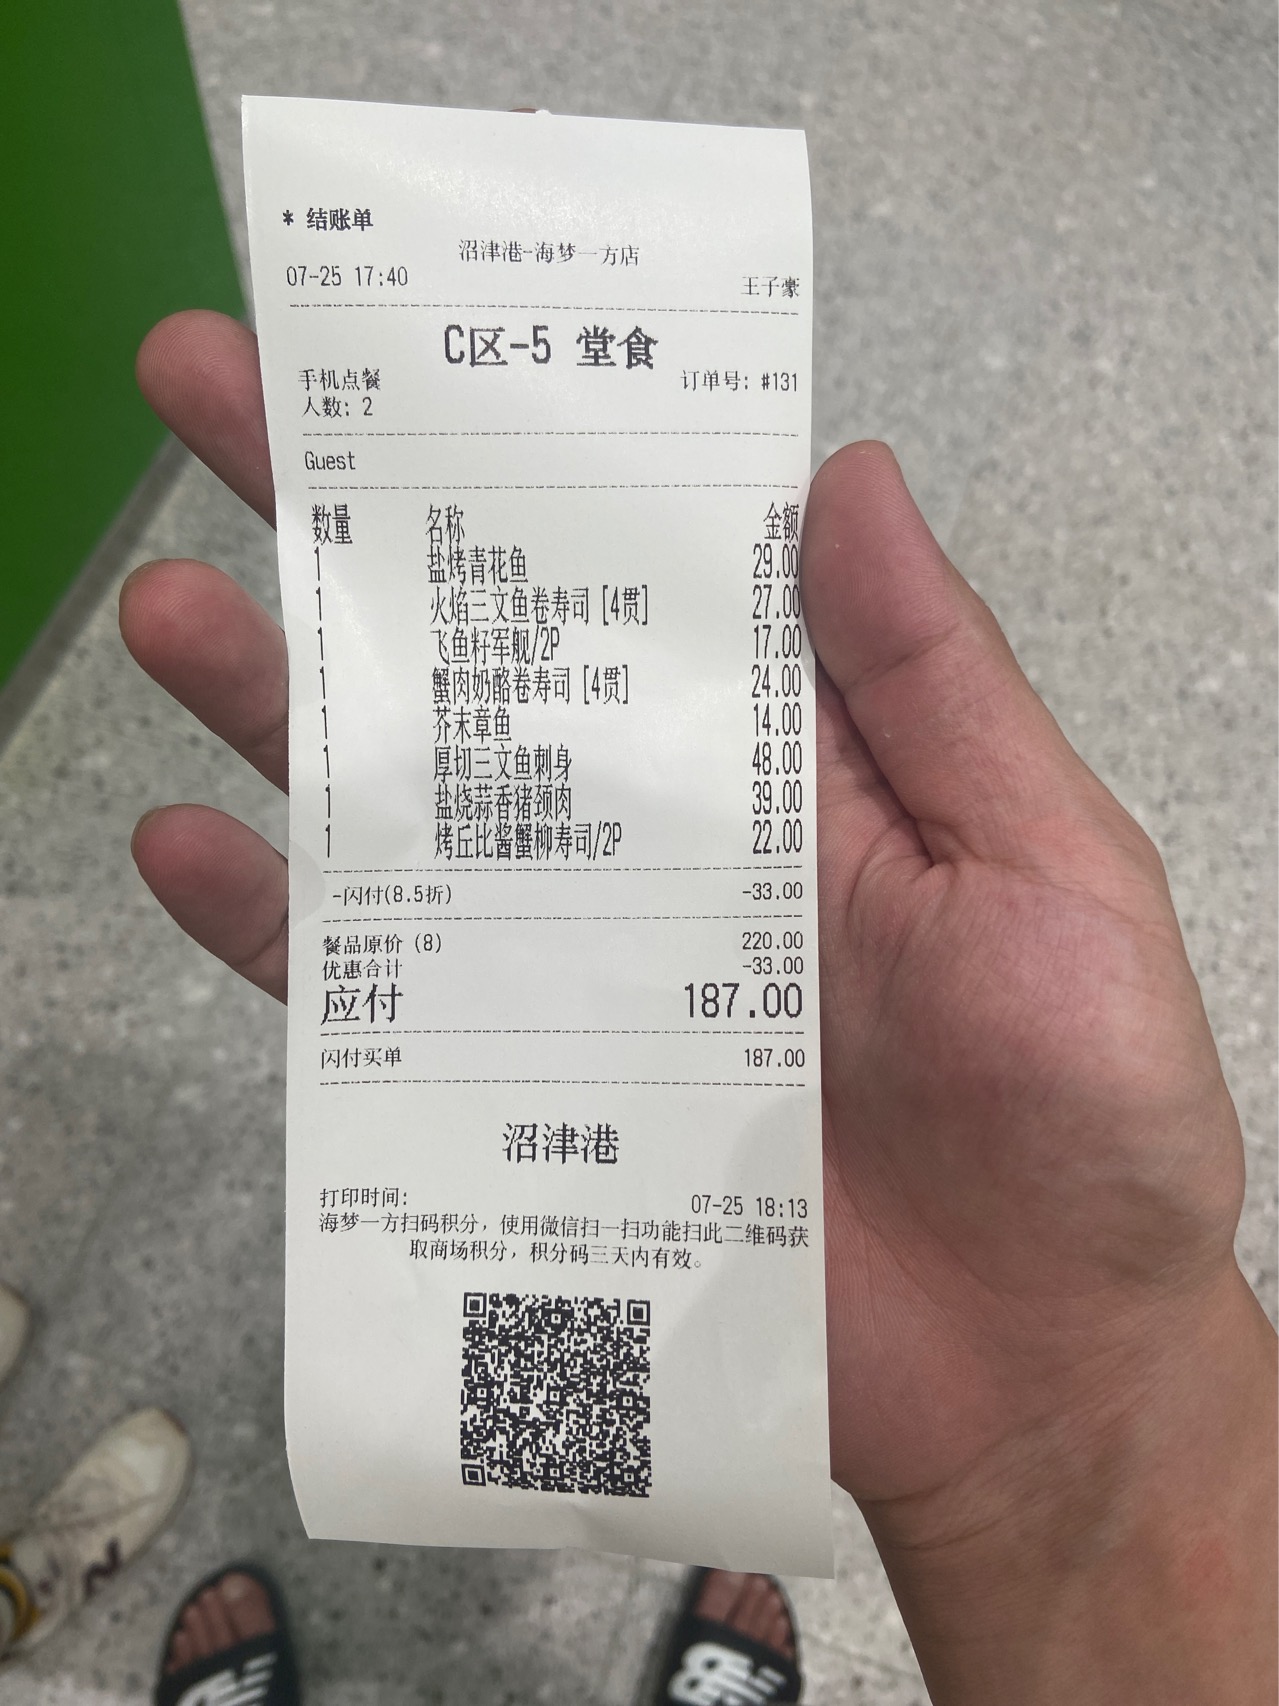 * 结账单
沼津港-海梦一方店
07-25 17:40 王子豪
C区-5 堂食
手机点餐 订单号: #131
人数: 2
Guest
数量 名称 金额
1 盐烤青花鱼 29.00
1 火焰三文鱼卷寿司 [4贯] 27.00
1 飞鱼籽军舰/2P 17.00
1 蟹肉奶酪卷寿司 [4贯] 24.00
1 芥末章鱼 14.00
1 厚切三文鱼刺身 48.00
1 盐烧蒜香猪颈肉 39.00
1 烤丘比酱蟹柳寿司/2P 22.00
-闪付(8.5折) -33.00
餐品原价 (8) 220.00
优惠合计 -33.00
应付 187.00
闪付买单 187.00
沼津港
打印时间: 07-25 18:13
海梦一方扫码积分，使用微信扫一扫功能扫此二维码获
取商场积分，积分码三天内有效。